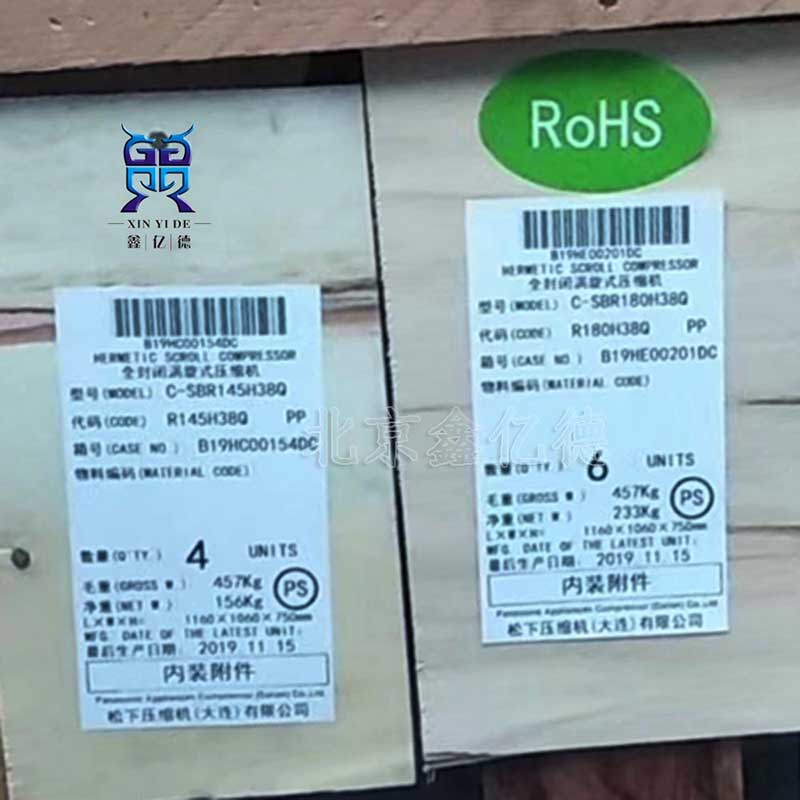 XIN YI DE
鑫亿德
B19HC00154DC
HERMETIC SCROLL COMPRESSOR
全封闭涡旋式压缩机
型号(MODEL) C-SBR145H38Q
代码(CODE) R145H38Q PP
箱号(CASE NO.) B19HC00154DC
物料编码(MATERIAL CODE)
数量(Q'TY.) 4 UNITS
毛重(GROSS W.) 457Kg
净重(NET W.) 156Kg
PS
L×W×H= 1160×1060×750mm
MFG. DATE OF THE LATEST UNIT:
最后生产日期: 2019 11.15
内装附件
Panasonic Appliances Compressor (Dalian) Co.,Ltd
松下压缩机(大连)有限公司
RoHS
B19HE00201DC
HERMETIC SCROLL COMPRESSOR
全封闭涡旋式压缩机
型号(MODEL) C-SBR180H38Q
代码(CODE) R180H38Q PP
箱号(CASE NO.) B19HE00201DC
物料编码(MATERIAL CODE)
数量(Q'TY.) 6 UNITS
毛重(GROSS W.) 457Kg
净重(NET W.) 233Kg
PS
L×W×H= 1160×1060×750mm
MFG. DATE OF THE LATEST UNIT:
最后生产日期: 2019 11.15
内装附件
Panasonic Appliances Compressor (Dalian) Co.,Ltd
松下压缩机(大连)有限公司
北京鑫亿德